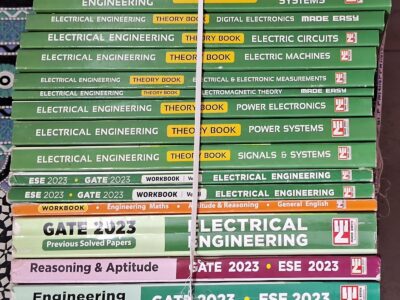 ENGINEERING SYSTEMS
ELECTRICAL ENGINEERING THEORY BOOK DIGITAL ELECTRONICS MADE EASY
ELECTRICAL ENGINEERING THEORY BOOK ELECTRIC CIRCUITS
ELECTRICAL ENGINEERING THEORY BOOK ELECTRIC MACHINES
ELECTRICAL ENGINEERING THEORY BOOK ELECTRICAL & ELECTRONIC MEASUREMENTS
ELECTRICAL ENGINEERING THEORY BOOK ELECTROMAGNETIC THEORY MADE EASY
ELECTRICAL ENGINEERING THEORY BOOK POWER ELECTRONICS
ELECTRICAL ENGINEERING THEORY BOOK POWER SYSTEMS
ELECTRICAL ENGINEERING THEORY BOOK SIGNALS & SYSTEMS
ESE 2023 • GATE 2023 WORKBOOK ELECTRICAL ENGINEERING
ESE 2023 • GATE 2023 WORKBOOK ELECTRICAL ENGINEERING
WORKBOOK • Engineering Maths • Aptitude & Reasoning • General English
GATE 2023 ELECTRICAL
Previous Solved Papers ENGINEERING
Reasoning & Aptitude GATE 2023 • ESE 2023
Engineering GATE 2023 • ESE 2023